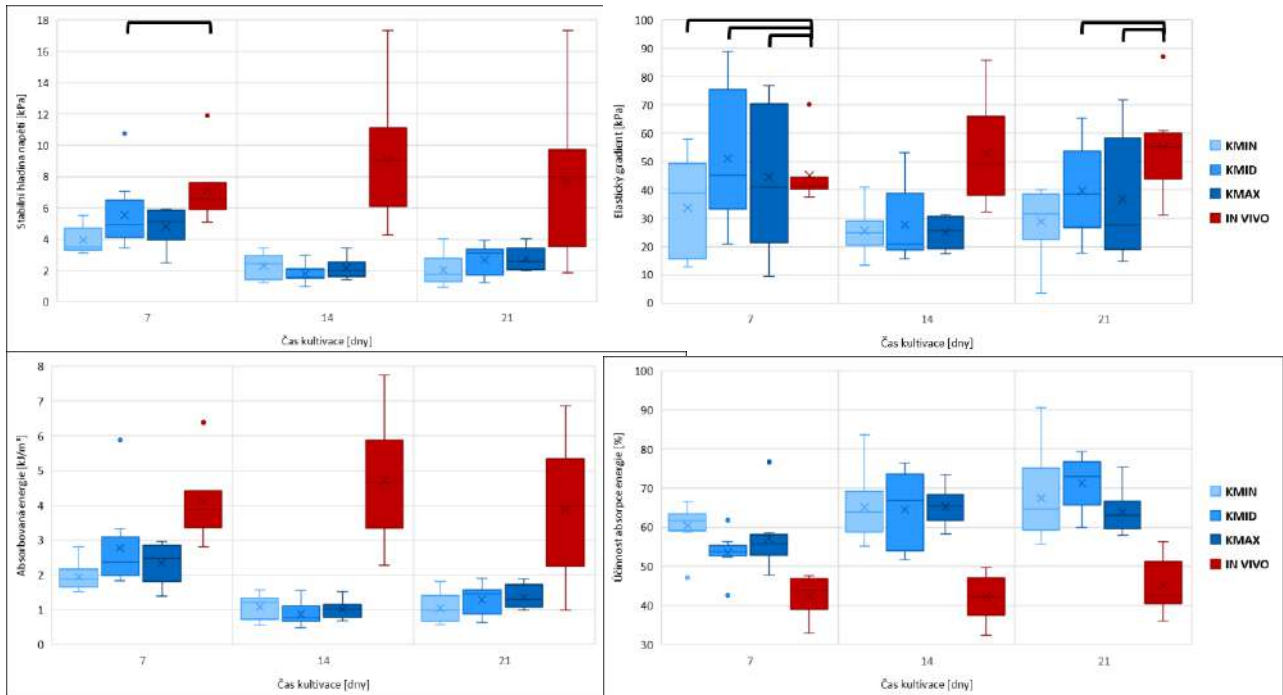 Stabilní hladina napětí [kPa]
18
16
14
12
10
8
6
4
2
0
7 14 21
Čas kultivace [dny]
Elastický gradient [kPa]
100
90
80
70
60
50
40
30
20
10
0
7 14 21
Čas kultivace [dny]
KMIN
KMID
KMAX
IN VIVO
Absorbovaná energie [kJ/m³]
8
7
6
5
4
3
2
1
0
7 14 21
Čas kultivace [dny]
Účinnost absorpce energie [%]
100
90
80
70
60
50
40
30
7 14 21
Čas kultivace [dny]
KMIN
KMID
KMAX
IN VIVO